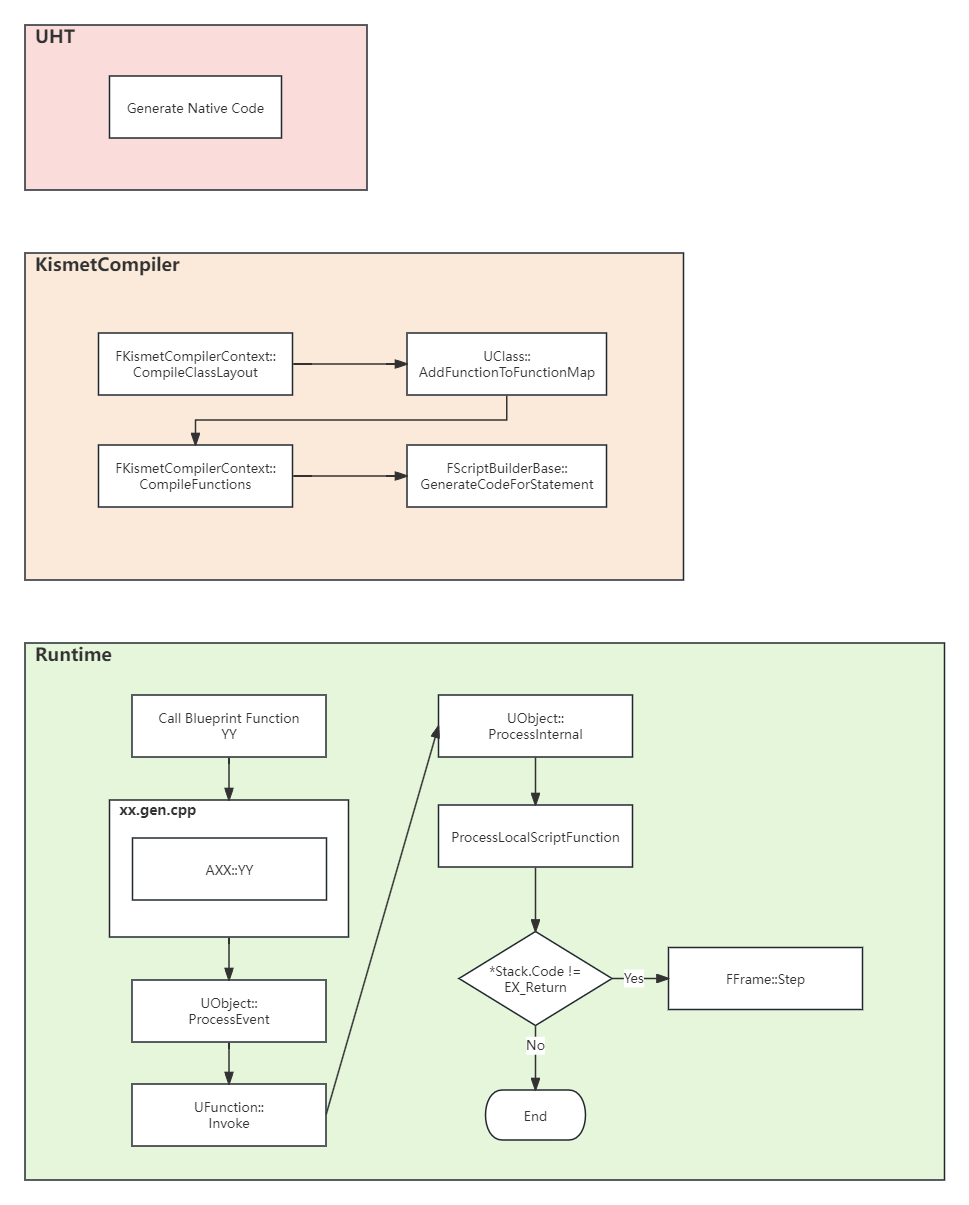 UHT
Generate Native Code
KismetCompiler
FKismetCompilerContext::
CompileClassLayout
UClass::
AddFunctionToFunctionMap
FKismetCompilerContext::
CompileFunctions
FScriptBuilderBase::
GenerateCodeForStatement
Runtime
Call Blueprint Function
YY
xx.gen.cpp
AXX::YY
UObject::
ProcessEvent
UFunction::
Invoke
UObject::
ProcessInternal
ProcessLocalScriptFunction
*Stack.Code !=
EX_Return
Yes
FFrame::Step
No
End